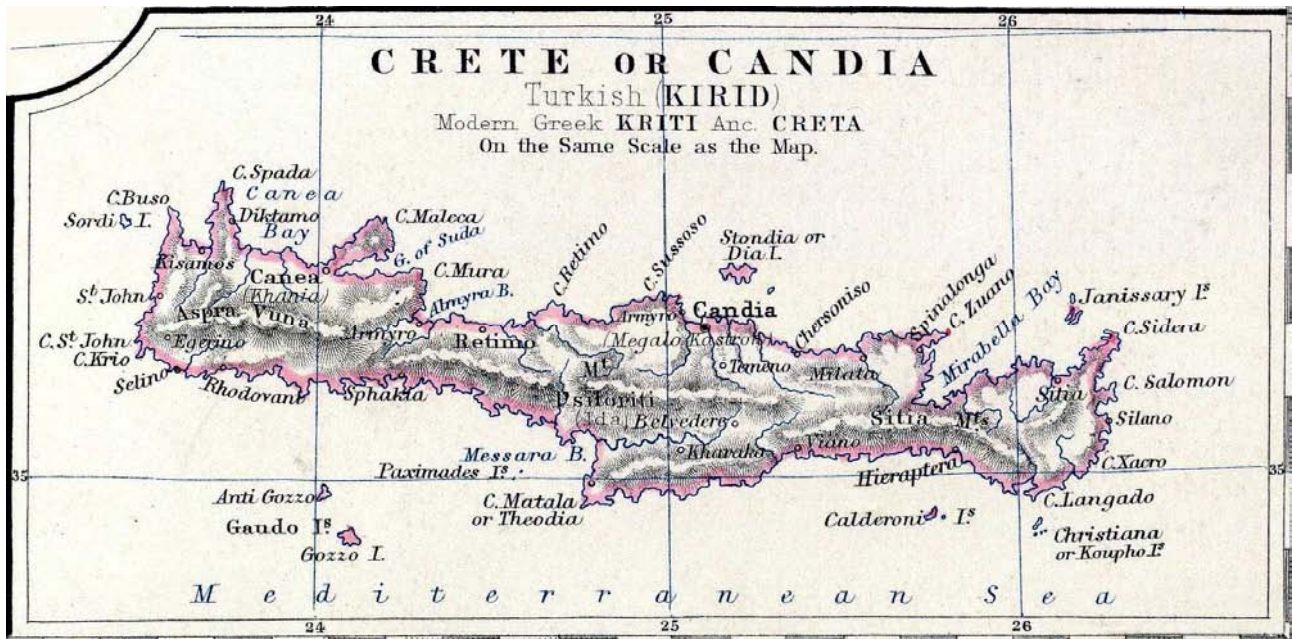 24
25
26
CRETE OR CANDIA
Turkish (KIRID)
Modern Greek KRITI Anc. CRETA
On the Same Scale as the Map.
C. Spada
Canea
Bay
C. Buso
Sordi I.
Diktamo
C. Maleca
G. of Suda
Kisamos
Canea
(Khania)
C. Mura
Almyra B.
St. John
Aspra Vuna
Armyro
C. St. John
Egerino
C. Krio
Selino
Rhodovani
Sphakia
Retimo
C. Retimo
C. Sussoso
Stondia or
Dia I.
Armyro
Candia
(Megalo Kastron)
Chersoniso
Spinalonga
C. Zuano
Mirabella Bay
Janissary Is.
C. Sideru
Mt.
Psiloriti
(Ida)
Temeno
Milata
Sitia
C. Salomon
Belvedere
Sitia Mts
Silano
Messara B.
Kharaka
Viano
Hieraptera
C. Xacro
35
35
Paximades Is.
Anti Gozzo
C. Matala
or Theodia
C. Langado
Gaudo Is.
Gozzo I.
Calderoni Is
Christiana
or Koupho Is
Mediterranean Sea
24
25
26